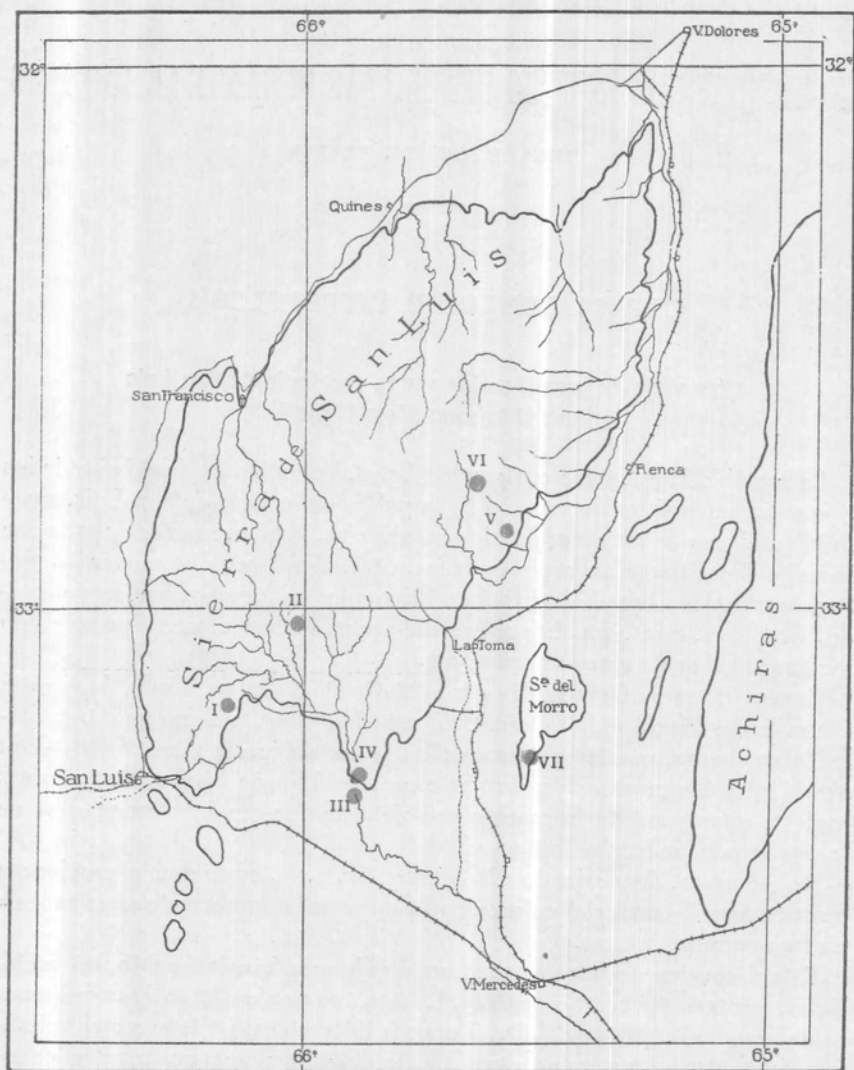 66° 65°
V.Dolores
32° 32°
Quines
Sierra de San Luis
San Francisco
VI
Renca
V
33° 33°
II
La Toma
Sª del
Morro
I
Achiras
IV
VII
San Luis
III
V.Mercedes
66° 65°